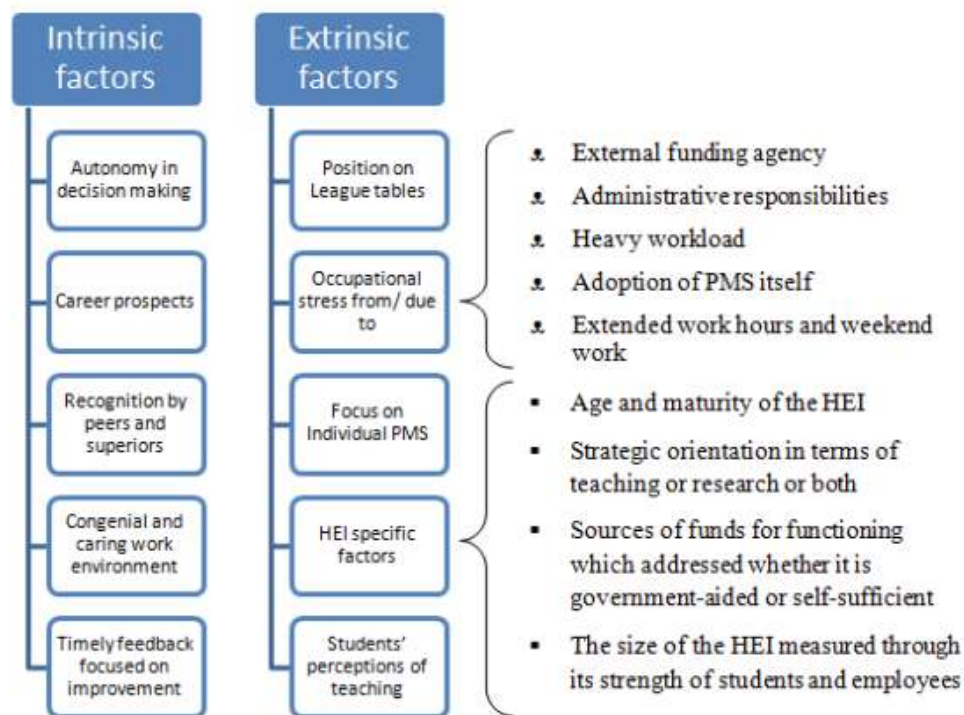 Intrinsic
factors
Autonomy in
decision making
Career prospects
Recognition by
peers and
superiors
Congenial and
caring work
environment
Timely feedback
focused on
improvement
Extrinsic
factors
Position on
League tables
Occupational
stress from/ due
to
Focus on
Individual PMS
HEI specific
factors
Students'
perceptions of
teaching
External funding agency
Administrative responsibilities
Heavy workload
Adoption of PMS itself
Extended work hours and weekend
work
Age and maturity of the HEI
Strategic orientation in terms of
teaching or research or both
Sources of funds for functioning
which addressed whether it is
government-aided or self-sufficient
The size of the HEI measured through
its strength of students and employees